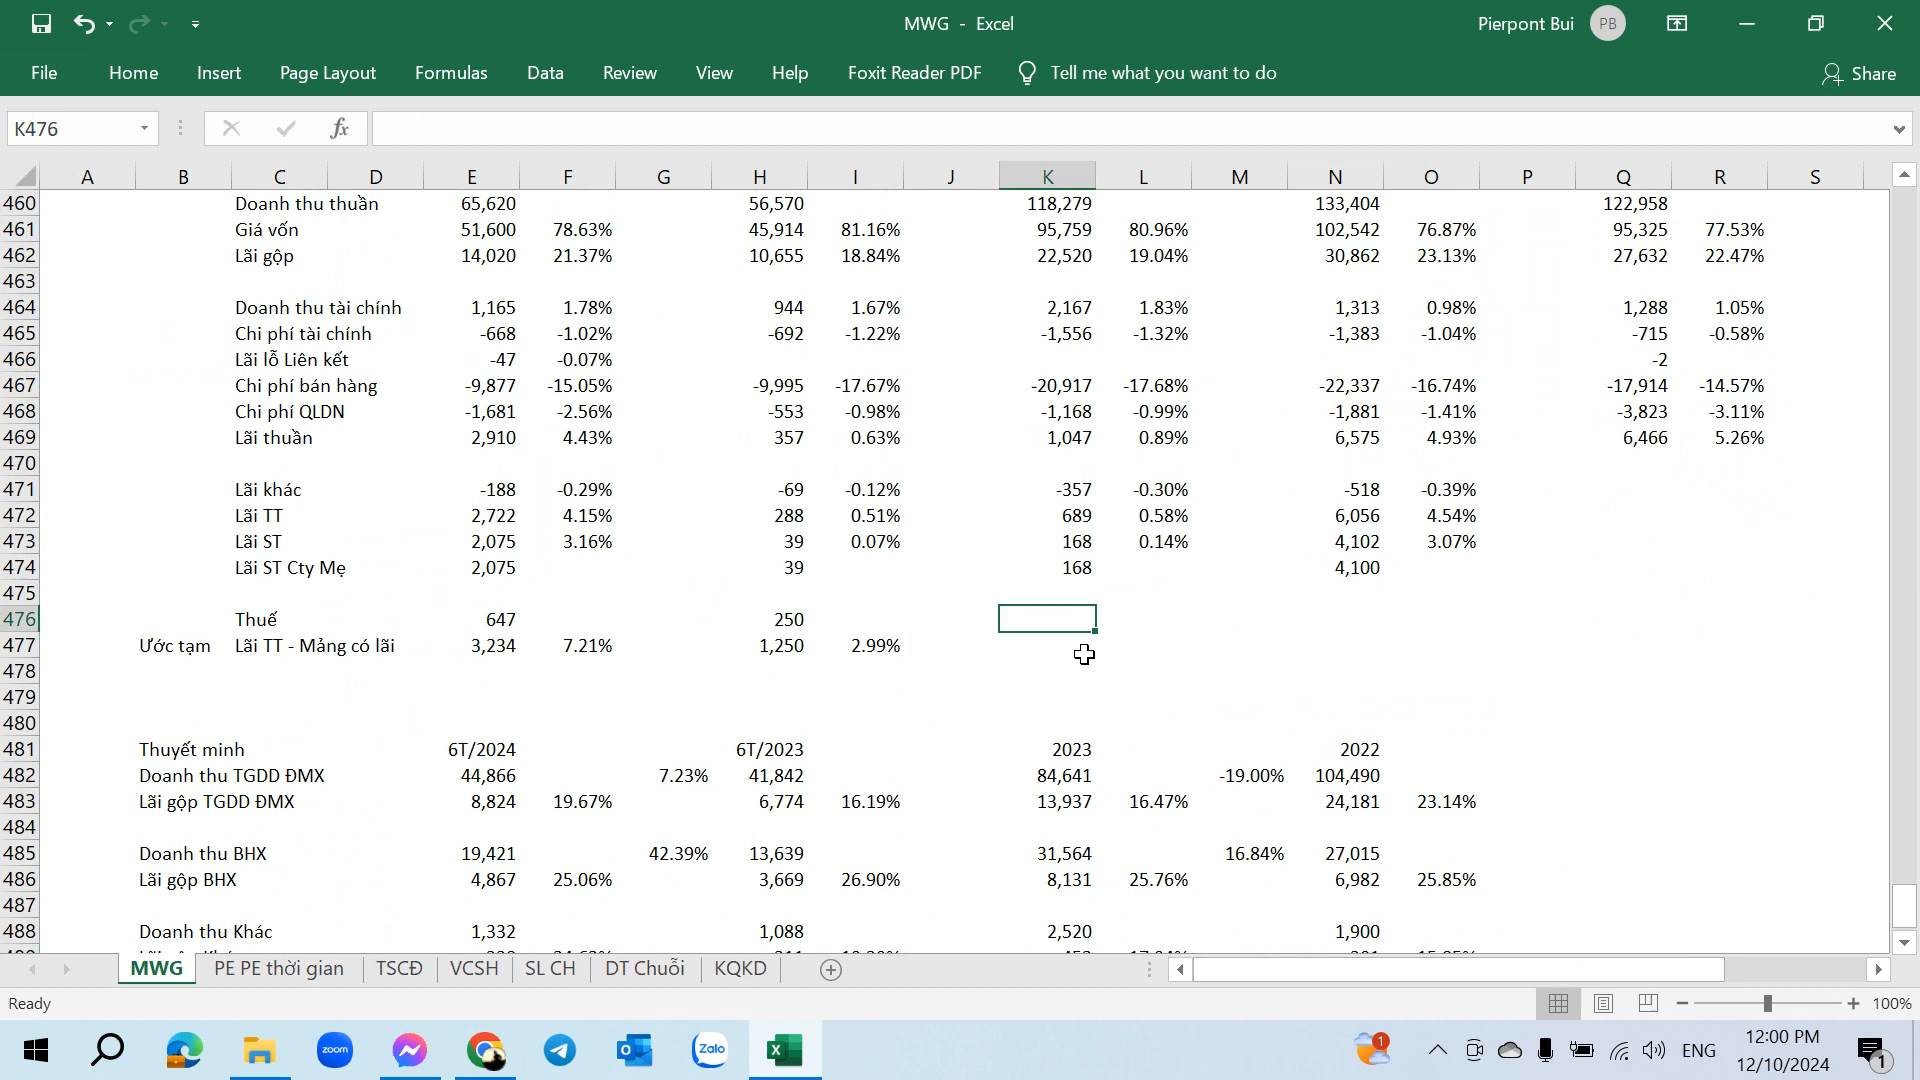 MWG - Excel
Pierpont Bui PB
File Home Insert Page Layout Formulas Data Review View Help Foxit Reader PDF Tell me what you want to do Share
K476 fx
A B C D E F G H I J K L M N O P Q R S
460 Doanh thu thuần 65,620 56,570 118,279 133,404 122,958
461 Giá vốn 51,600 78.63% 45,914 81.16% 95,759 80.96% 102,542 76.87% 95,325 77.53%
462 Lãi gộp 14,020 21.37% 10,655 18.84% 22,520 19.04% 30,862 23.13% 27,632 22.47%
463
464 Doanh thu tài chính 1,165 1.78% 944 1.67% 2,167 1.83% 1,313 0.98% 1,288 1.05%
465 Chi phí tài chính -668 -1.02% -692 -1.22% -1,556 -1.32% -1,383 -1.04% -715 -0.58%
466 Lãi lỗ Liên kết -47 -0.07% -2
467 Chi phí bán hàng -9,877 -15.05% -9,995 -17.67% -20,917 -17.68% -22,337 -16.74% -17,914 -14.57%
468 Chi phí QLDN -1,681 -2.56% -553 -0.98% -1,168 -0.99% -1,881 -1.41% -3,823 -3.11%
469 Lãi thuần 2,910 4.43% 357 0.63% 1,047 0.89% 6,575 4.93% 6,466 5.26%
470
471 Lãi khác -188 -0.29% -69 -0.12% -357 -0.30% -518 -0.39%
472 Lãi TT 2,722 4.15% 288 0.51% 689 0.58% 6,056 4.54%
473 Lãi ST 2,075 3.16% 39 0.07% 168 0.14% 4,102 3.07%
474 Lãi ST Cty Mẹ 2,075 39 168 4,100
475
476 Thuế 647 250
477 Ước tạm Lãi TT - Mảng có lãi 3,234 7.21% 1,250 2.99%
478
479
480
481 Thuyết minh 6T/2024 6T/2023 2023 2022
482 Doanh thu TGDD ĐMX 44,866 7.23% 41,842 84,641 -19.00% 104,490
483 Lãi gộp TGDD ĐMX 8,824 19.67% 6,774 16.19% 13,937 16.47% 24,181 23.14%
484
485 Doanh thu BHX 19,421 42.39% 13,639 31,564 16.84% 27,015
486 Lãi gộp BHX 4,867 25.06% 3,669 26.90% 8,131 25.76% 6,982 25.85%
487
488 Doanh thu Khác 1,332 1,088 2,520 1,900
MWG PE PE thời gian TSCĐ VCSH SL CH DT Chuỗi KQKD
Ready 100%
zoom Zalo 1 ENG 12:00 PM 1
12/10/2024